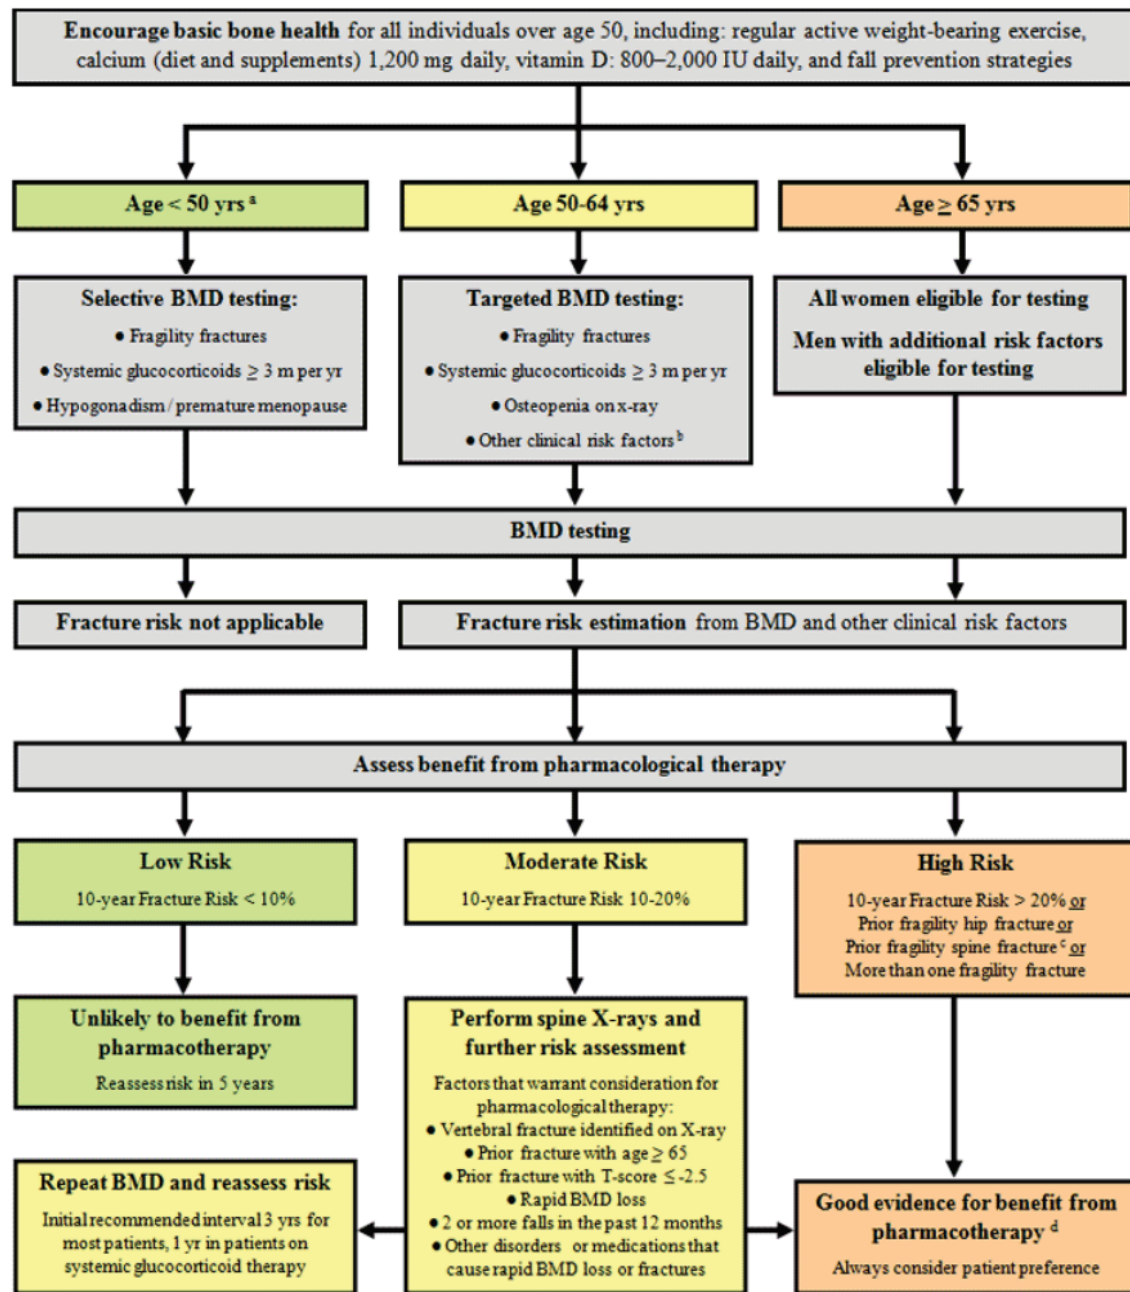 Encourage basic bone health for all individuals over age 50, including: regular active weight-bearing exercise,
calcium (diet and supplements) 1,200 mg daily, vitamin D: 800–2,000 IU daily, and fall prevention strategies
Age < 50 yrs a
Age 50-64 yrs
Age ≥ 65 yrs
Selective BMD testing:
● Fragility fractures
● Systemic glucocorticoids ≥ 3 m per yr
● Hypogonadism / premature menopause
Targeted BMD testing:
● Fragility fractures
● Systemic glucocorticoids ≥ 3 m per yr
● Osteopenia on x-ray
● Other clinical risk factors b
All women eligible for testing
Men with additional risk factors
eligible for testing
BMD testing
Fracture risk not applicable
Fracture risk estimation from BMD and other clinical risk factors
Assess benefit from pharmacological therapy
Low Risk
10-year Fracture Risk < 10%
Moderate Risk
10-year Fracture Risk 10-20%
High Risk
10-year Fracture Risk > 20% or
Prior fragility hip fracture or
Prior fragility spine fracture c or
More than one fragility fracture
Unlikely to benefit from
pharmacotherapy
Reassess risk in 5 years
Perform spine X-rays and
further risk assessment
Factors that warrant consideration for
pharmacological therapy:
● Vertebral fracture identified on X-ray
● Prior fracture with age ≥ 65
● Prior fracture with T-score ≤ -2.5
● Rapid BMD loss
● 2 or more falls in the past 12 months
● Other disorders or medications that
cause rapid BMD loss or fractures
Repeat BMD and reassess risk
Initial recommended interval 3 yrs for
most patients, 1 yr in patients on
systemic glucocorticoid therapy
Good evidence for benefit from
pharmacotherapy d
Always consider patient preference